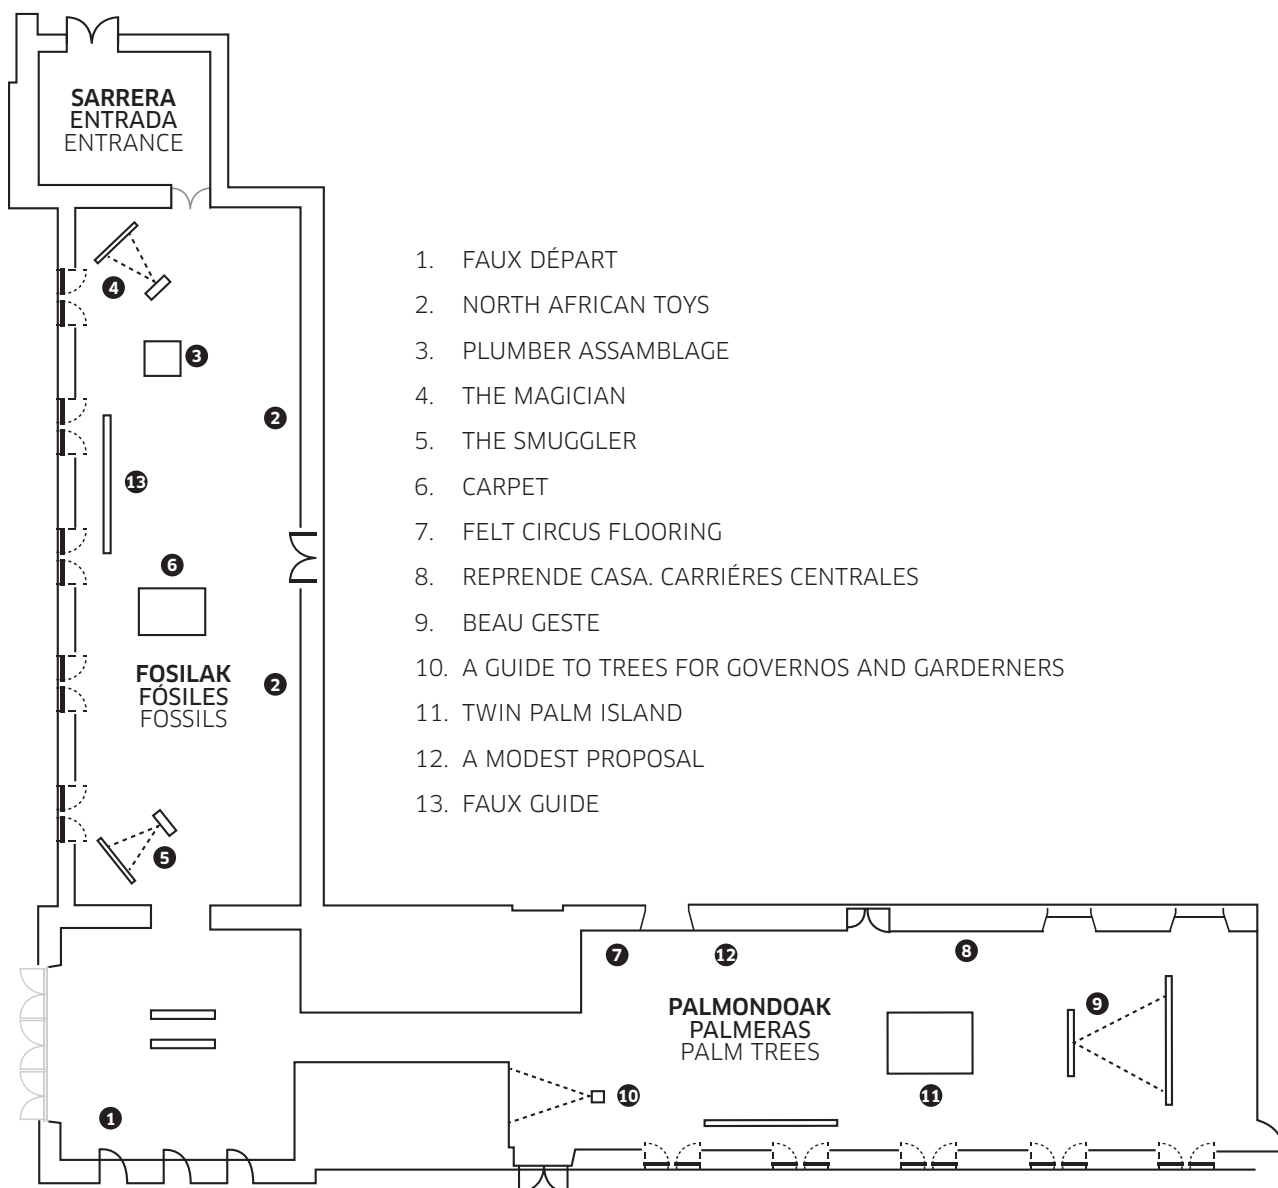 SARRERA
ENTRADA
ENTRANCE
4
3
2
13
6
FOSILAK
FÓSILES
FOSSILS
2
5
1
1. FAUX DÉPART
2. NORTH AFRICAN TOYS
3. PLUMBER ASSAMBLAGE
4. THE MAGICIAN
5. THE SMUGGLER
6. CARPET
7. FELT CIRCUS FLOORING
8. REPRENDE CASA. CARRIÉRES CENTRALES
9. BEAU GESTE
10. A GUIDE TO TREES FOR GOVERNOS AND GARDERNERS
11. TWIN PALM ISLAND
12. A MODEST PROPOSAL
13. FAUX GUIDE
7
12
8
PALMONDOAK
PALMERAS
PALM TREES
9
10
11